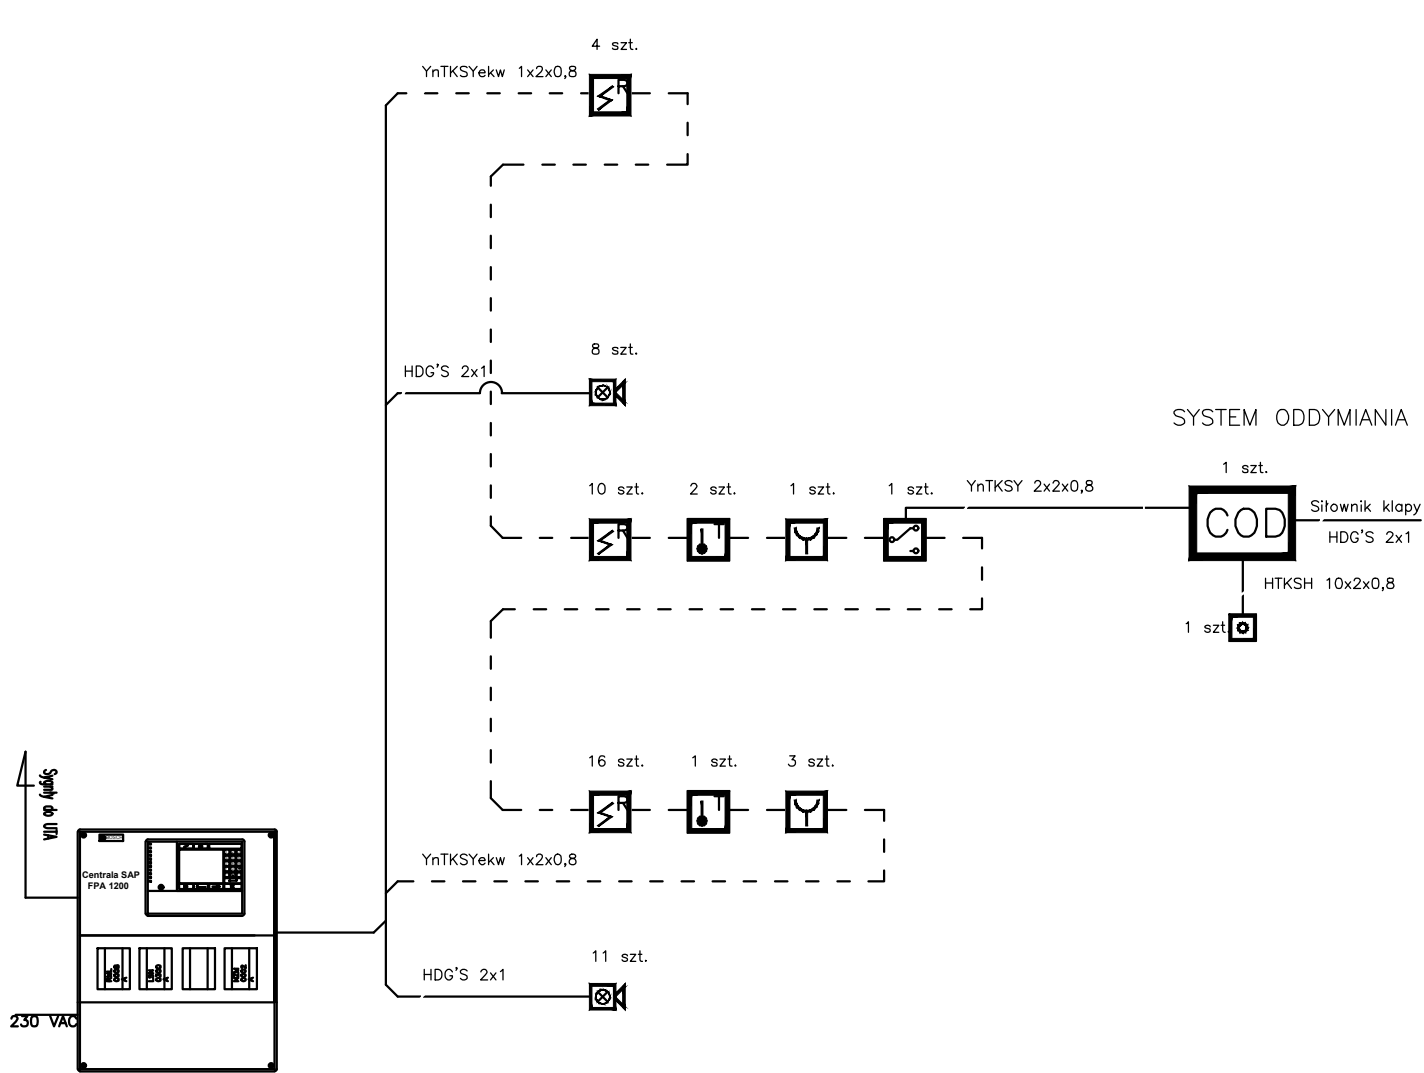 4 szt.
YnTKSYekw 1x2x0,8
R
8 szt.
HDG'S 2x1
SYSTEM ODDYMIANIA
1 szt.
10 szt.
2 szt.
1 szt.
1 szt.
YnTKSY 2x2x0,8
R
T
COD
Siłownik klapy
HDG'S 2x1
HTKSH 10x2x0,8
1 szt.
16 szt.
1 szt.
3 szt.
R
T
Sygnły do UTA
YnTKSYekw 1x2x0,8
Centrala SAP
FPA 1200
11 szt.
HDG'S 2x1
230 VAC